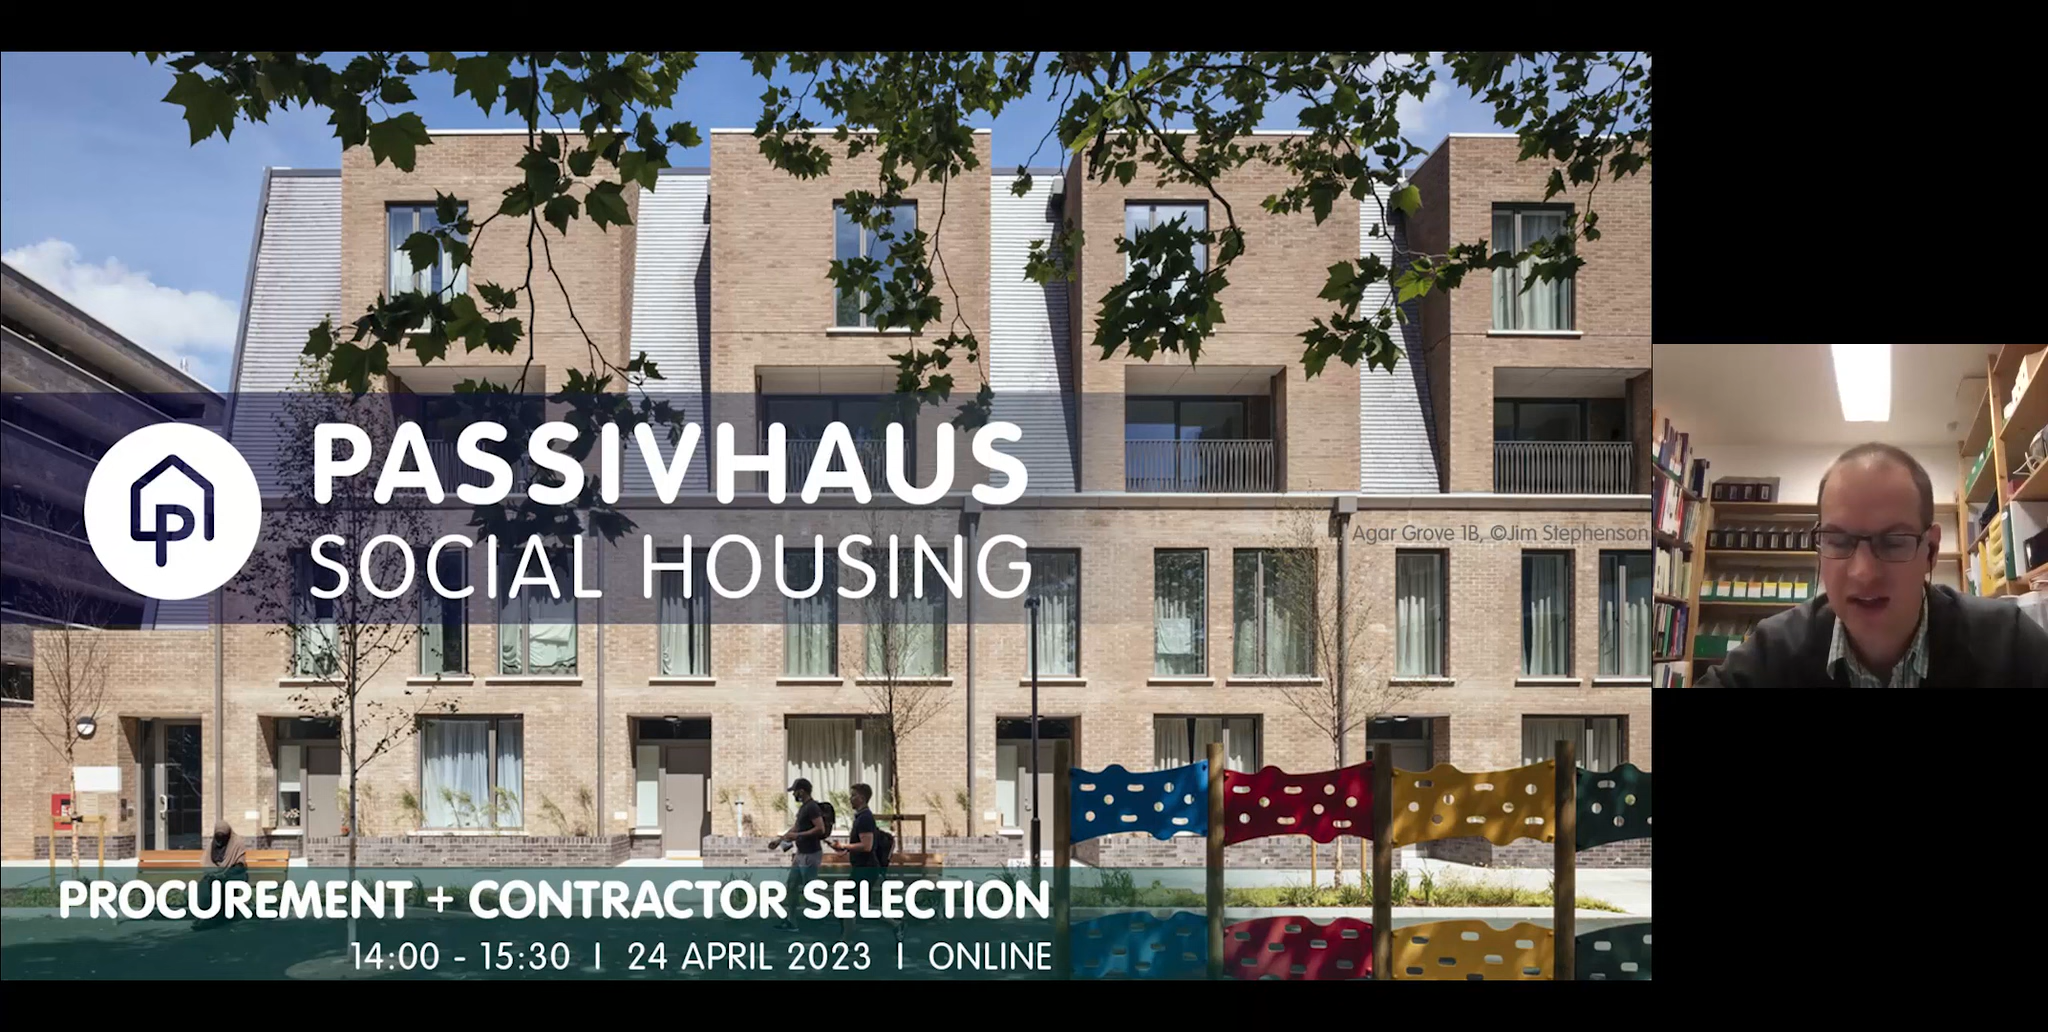 PASSIVHAUS
SOCIAL HOUSING
Agar Grove 1B, ©Jim Stephenson
PROCUREMENT + CONTRACTOR SELECTION
14:00 - 15:30 | 24 APRIL 2023 | ONLINE